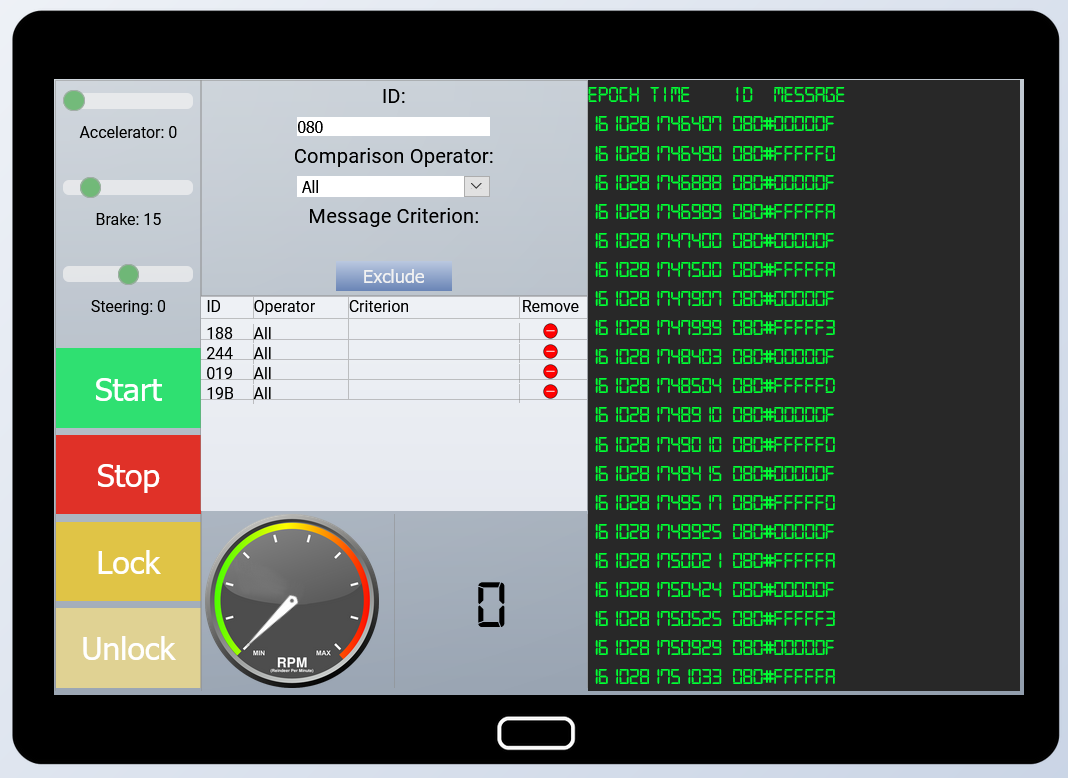 Accelerator: 0
Brake: 15
Steering: 0
Start
Stop
Lock
Unlock
ID:
080
Comparison Operator:
All
Message Criterion:
Exclude
ID Operator Criterion Remove
188 All
244 All
019 All
19B All
MIN MAX
RPM
(Reindeer Per Minute)
0
EPOCH TIME ID MESSAGE
1610281746407 080#00000F
1610281746490 080#FFFFF0
1610281746888 080#00000F
1610281746989 080#FFFFFA
1610281747400 080#00000F
1610281747500 080#FFFFFA
1610281747907 080#00000F
1610281747999 080#FFFFF3
1610281748403 080#00000F
1610281748504 080#FFFFFD
1610281748910 080#00000F
1610281749010 080#FFFFFD
1610281749415 080#00000F
1610281749517 080#FFFFFD
1610281749925 080#00000F
1610281750021 080#FFFFFA
1610281750424 080#00000F
1610281750525 080#FFFFF3
1610281750929 080#00000F
1610281751033 080#FFFFFA